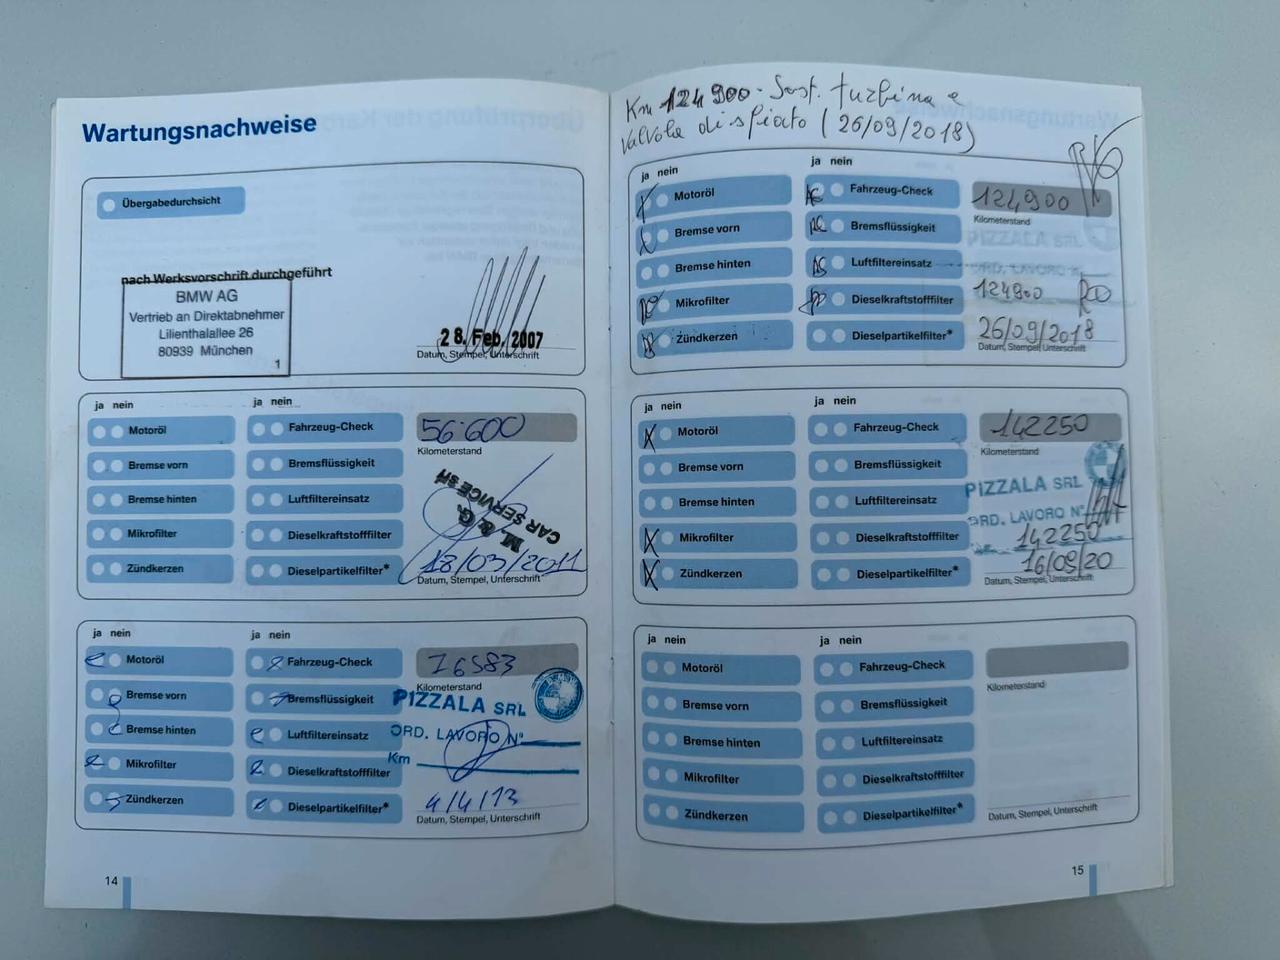 Wartungsnachweise
Übergabedurchsicht
nach Werksvorschrift durchgeführt
BMW AG
Vertrieb an Direktabnehmer
Lilienthalallee 26
80939 München
1
28. Feb. 2007
Datum, Stempel, Unterschrift
ja nein
ja nein
Motoröl
Fahrzeug-Check
56.600
Kilometerstand
Bremse vorn
Bremsflüssigkeit
Bremse hinten
Luftfiltereinsatz
M. & G.
CAR SERVICE srl
Mikrofilter
Dieselkraftstofffilter
18/03/2011
Zündkerzen
Dieselpartikelfilter*
Datum, Stempel, Unterschrift
ja nein
ja nein
Motoröl
Fahrzeug-Check
76583
Kilometerstand
Bremse vorn
Bremsflüssigkeit
PIZZALA SRL
Bremse hinten
Luftfiltereinsatz
ORD. LAVORO N°
Mikrofilter
Dieselkraftstofffilter
Km
Zündkerzen
Dieselpartikelfilter*
4/4/13
Datum, Stempel, Unterschrift
14
Km 124900 - Sost. turbina e
valvola di sfiato (26/09/2018)
ja nein
ja nein
Motoröl
Fahrzeug-Check
124900
Kilometerstand
Bremse vorn
Bremsflüssigkeit
PIZZALA SRL
Bremse hinten
Luftfiltereinsatz
ORD. LAVORO N°
Mikrofilter
Dieselkraftstofffilter
124900
Zündkerzen
Dieselpartikelfilter*
26/09/2018
Datum, Stempel, Unterschrift
ja nein
ja nein
Motoröl
Fahrzeug-Check
142250
Kilometerstand
Bremse vorn
Bremsflüssigkeit
PIZZALA SRL
Bremse hinten
Luftfiltereinsatz
ORD. LAVORO N°
Mikrofilter
Dieselkraftstofffilter
142250
Zündkerzen
Dieselpartikelfilter*
16/09/20
Datum, Stempel, Unterschrift
ja nein
ja nein
Motoröl
Fahrzeug-Check
Kilometerstand
Bremse vorn
Bremsflüssigkeit
Bremse hinten
Luftfiltereinsatz
Mikrofilter
Dieselkraftstofffilter
Zündkerzen
Dieselpartikelfilter*
Datum, Stempel, Unterschrift
15